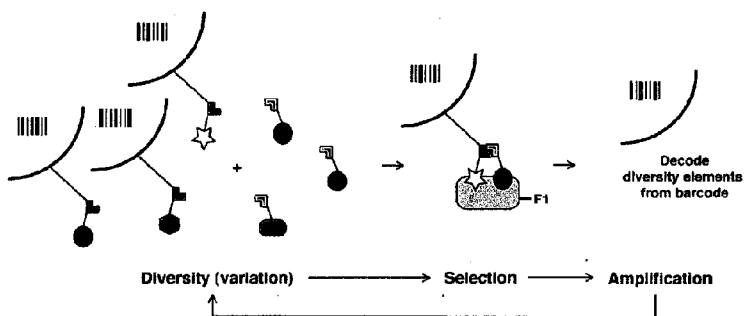 +
F1
Decode
diversity elements
from barcode
Diversity (variation)
Selection
Amplification